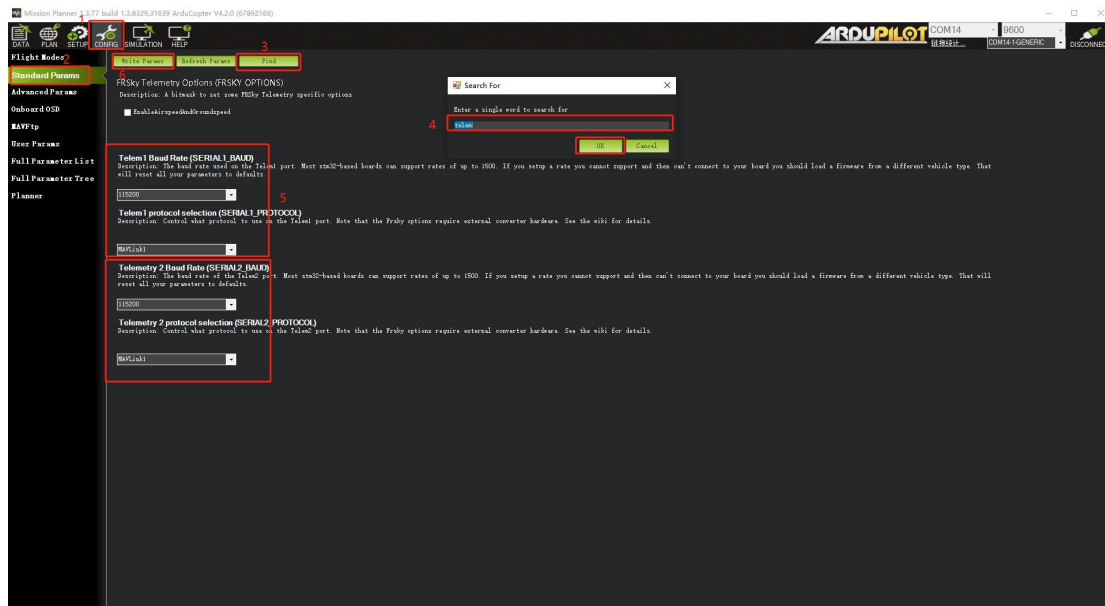 Mission Planner 1.3.77 build 1.3.8329.31639 ArduCopter V4.2.0 (67892169)
1
DATA PLAN SETUP CONFIG SIMULATION HELP
ARDUPILOT
COM14 9600
链接统计... COM14-1-GENERIC DISCONNEC
Flight Modes 2
Standard Params
Advanced Params
Onboard OSD
MAVFtp
User Params
Full Parameter List
Full Parameter Tree
Planner
3
Write Params Refresh Params Find
6
FRSky Telemetry Options (FRSKY OPTIONS)
Description: A bitmask to set some FRSky Telemetry specific options
EnableAirspeedAndGroundspeed
Search For
Enter a single word to search for
4 telem
OK Cancel
Telem1 Baud Rate (SERIAL1_BAUD)
Description: The baud rate used on the Telem1 port. Most stm32-based boards can support rates of up to 1500. If you setup a rate you cannot support and then can't connect to your board you should load a firmware from a different vehicle type. That
will reset all your parameters to defaults.
115200
5
Telem1 protocol selection (SERIAL1_PROTOCOL)
Description: Control what protocol to use on the Telem1 port. Note that the Frsky options require external converter hardware. See the wiki for details.
MAVLink1
Telemetry 2 Baud Rate (SERIAL2_BAUD)
Description: The baud rate of the Telem2 port. Most stm32-based boards can support rates of up to 1500. If you setup a rate you cannot support and then can't connect to your board you should load a firmware from a different vehicle type. That will
reset all your parameters to defaults.
115200
Telemetry 2 protocol selection (SERIAL2_PROTOCOL)
Description: Control what protocol to use on the Telem2 port. Note that the Frsky options require external converter hardware. See the wiki for details.
MAVLink1